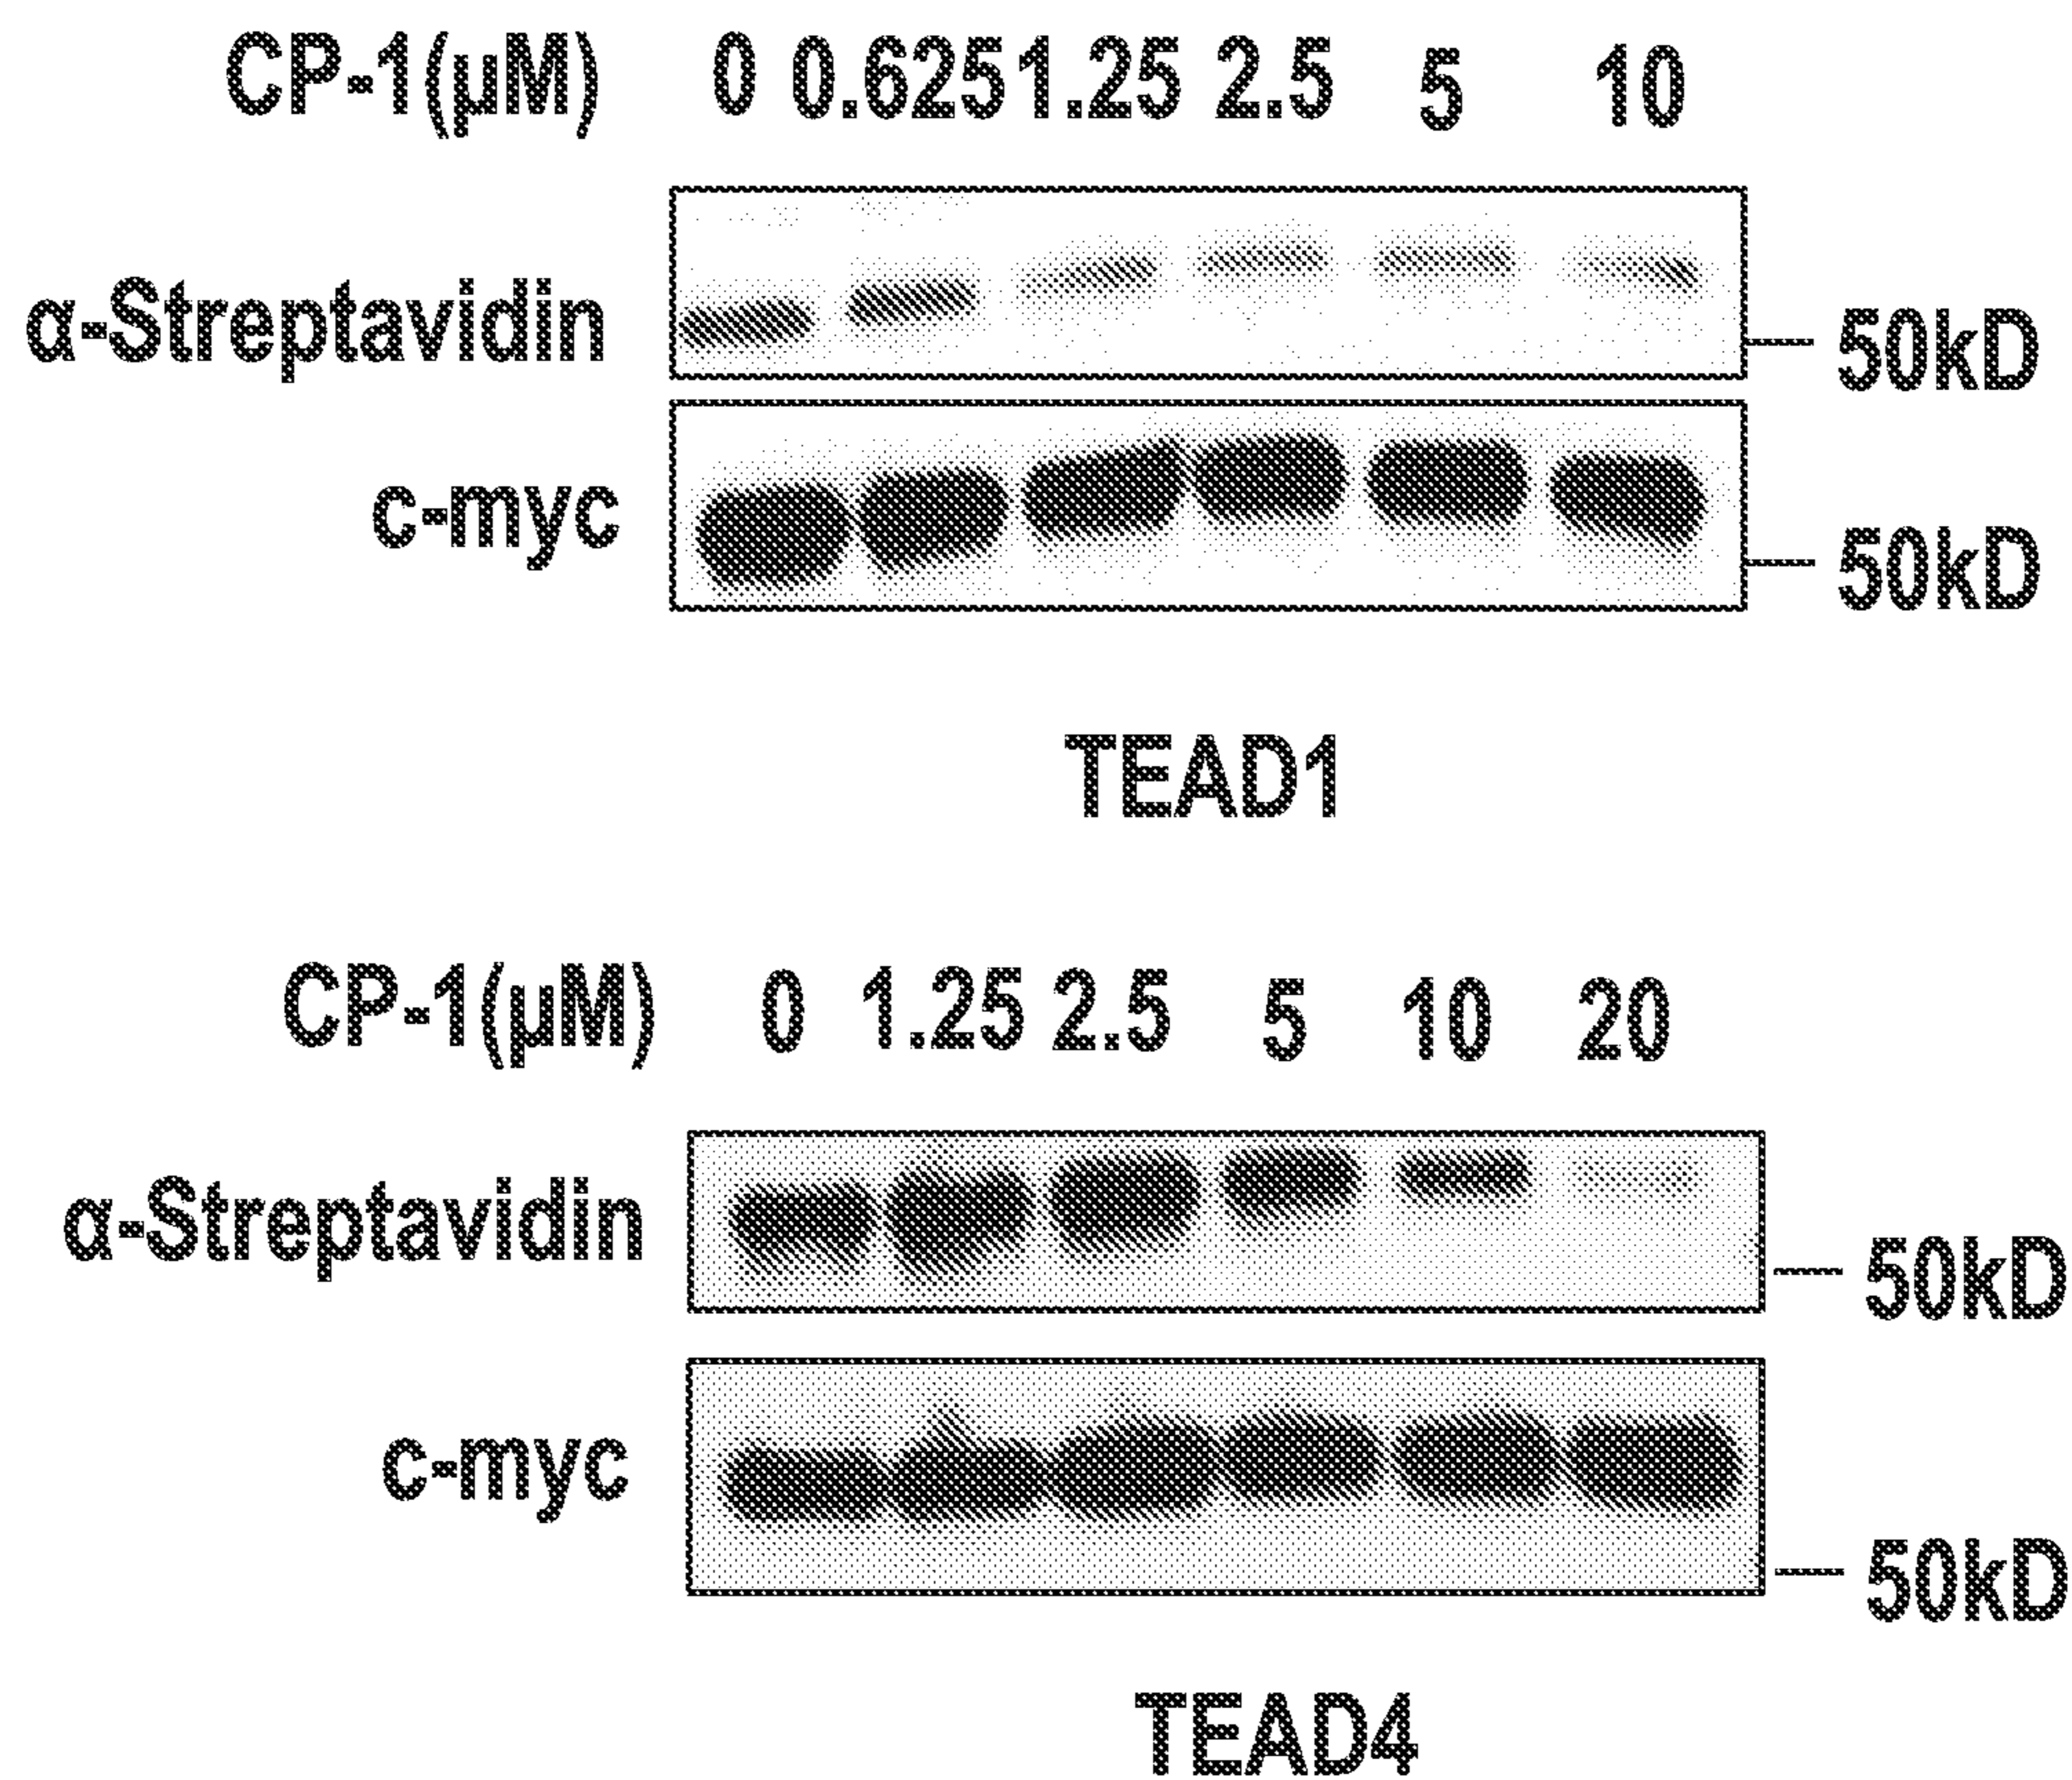 CP-1(μM) 0 0.625 1.25 2.5 5 10
α-Streptavidin 50kD
c-myc 50kD
TEAD1
CP-1(μM) 0 1.25 2.5 5 10 20
α-Streptavidin 50kD
c-myc 50kD
TEAD4